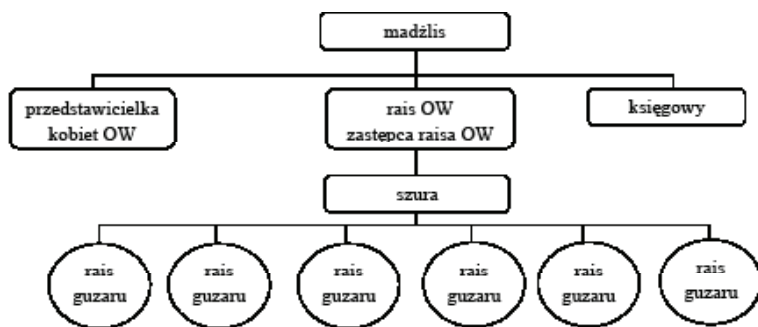 madżlis
przedstawicielka
kobiet OW
rais OW
zastępca raisa OW
księgowy
szura
rais
guzaru
rais
guzaru
rais
guzaru
rais
guzaru
rais
guzaru
rais
guzaru